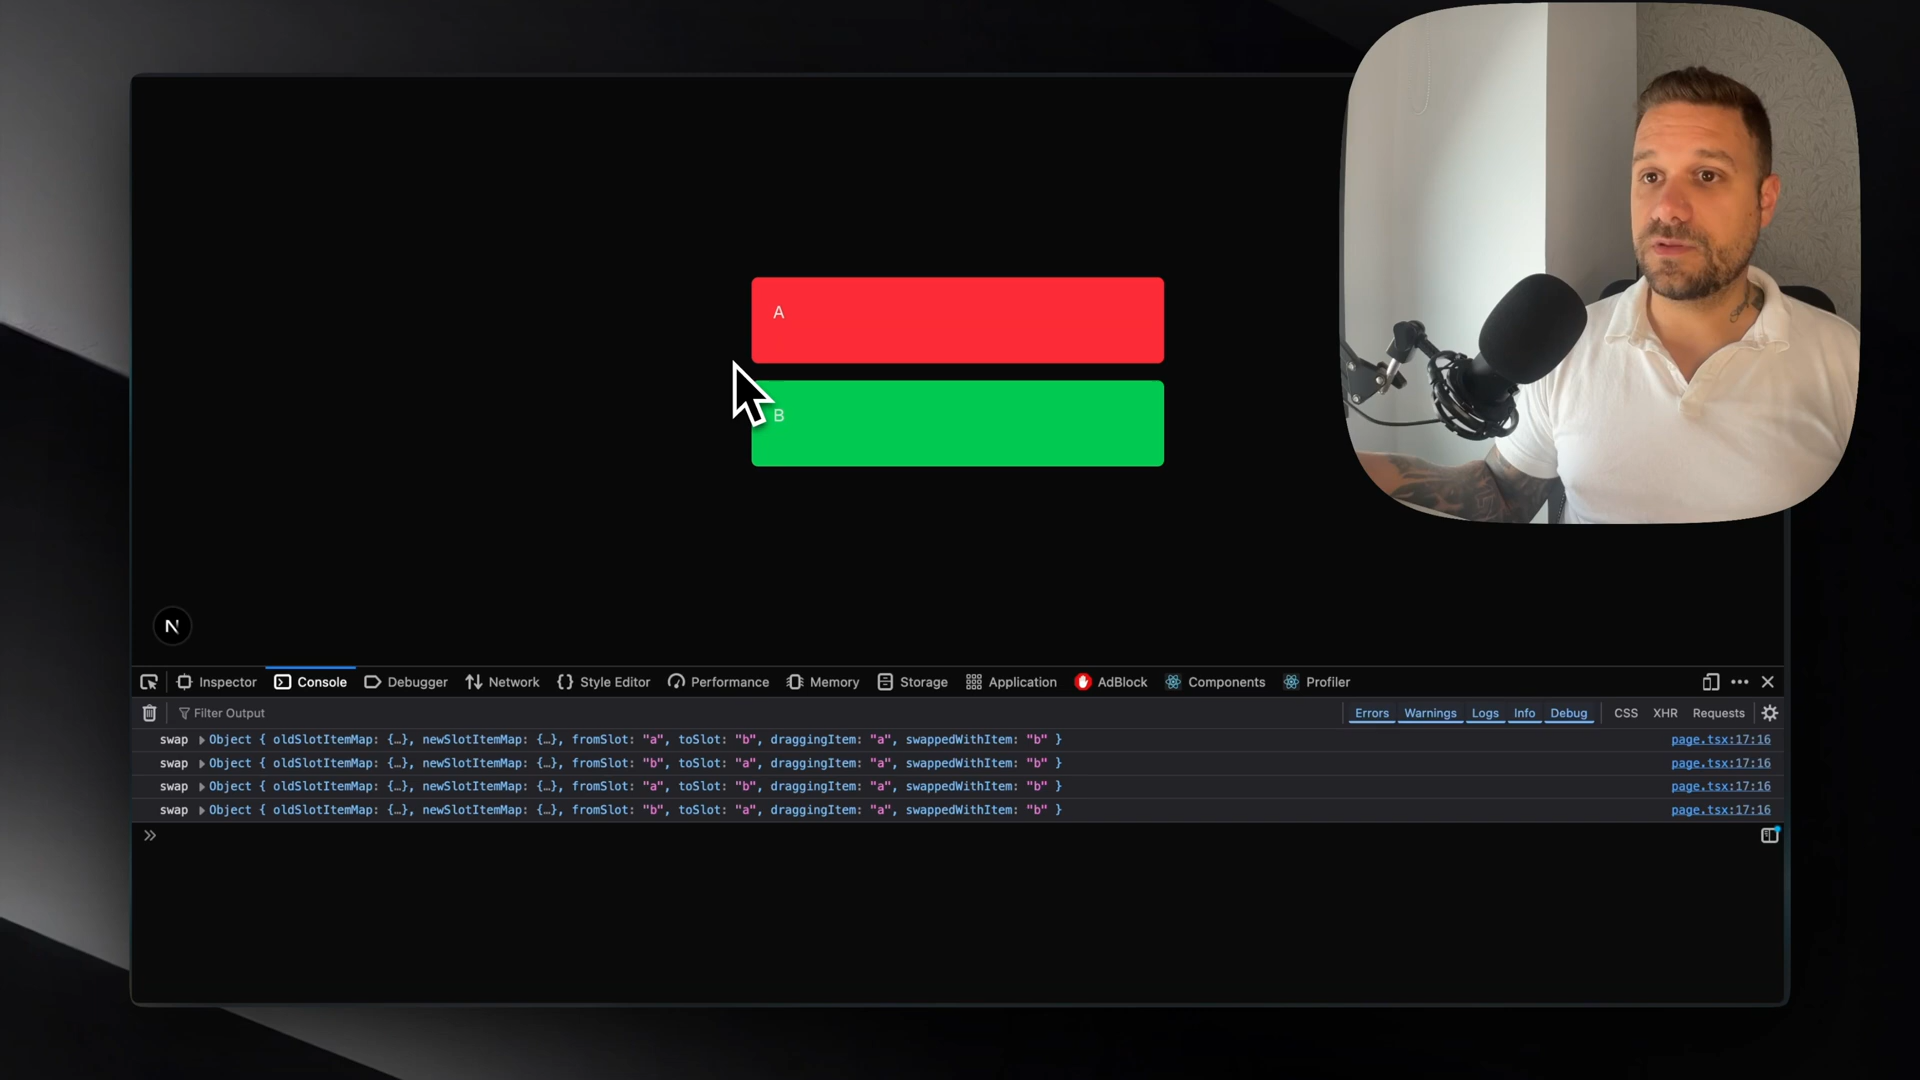 A
B
N
Inspector Console Debugger Network Style Editor Performance Memory Storage Application AdBlock Components Profiler
Filter Output Errors Warnings Logs Info Debug CSS XHR Requests
swap Object { oldSlotItemMap: {…}, newSlotItemMap: {…}, fromSlot: "a", toSlot: "b", draggingItem: "a", swappedWithItem: "b" } page.tsx:17:16
swap Object { oldSlotItemMap: {…}, newSlotItemMap: {…}, fromSlot: "b", toSlot: "a", draggingItem: "a", swappedWithItem: "b" } page.tsx:17:16
swap Object { oldSlotItemMap: {…}, newSlotItemMap: {…}, fromSlot: "a", toSlot: "b", draggingItem: "a", swappedWithItem: "b" } page.tsx:17:16
swap Object { oldSlotItemMap: {…}, newSlotItemMap: {…}, fromSlot: "b", toSlot: "a", draggingItem: "a", swappedWithItem: "b" } page.tsx:17:16